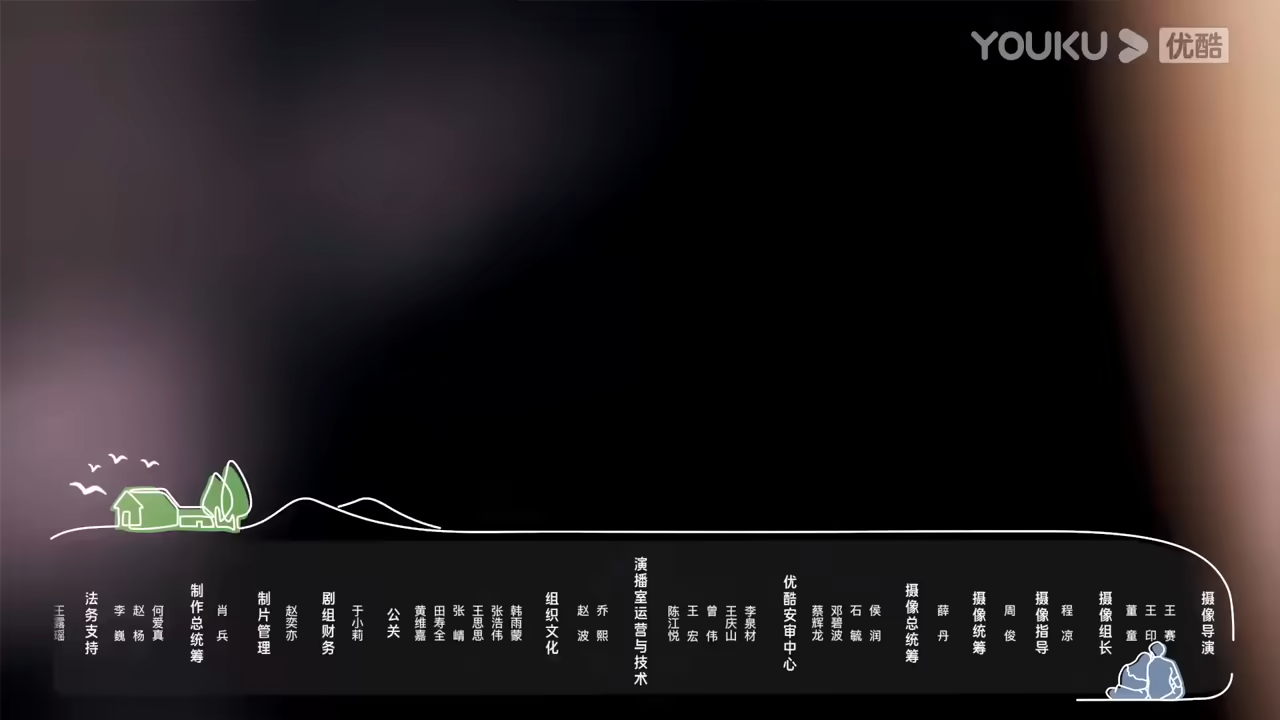 YOUKU 优酷
王露瑶
法务支持
李巍
赵杨
何爱真
制作总统筹
肖兵
制片管理
赵奕亦
剧组财务
于小莉
公关
黄维嘉
田寿全
张崝
王思思
张浩伟
韩雨蒙
组织文化
赵波
乔熙
演播室运营与技术
陈江悦
王宏
曾伟
王庆山
李泉材
优酷安审中心
蔡辉龙
邓碧波
石毓
侯润
摄像总统筹
薛丹
摄像统筹
周俊
摄像指导
程凉
摄像组长
董童
王印
王赛
摄像导演